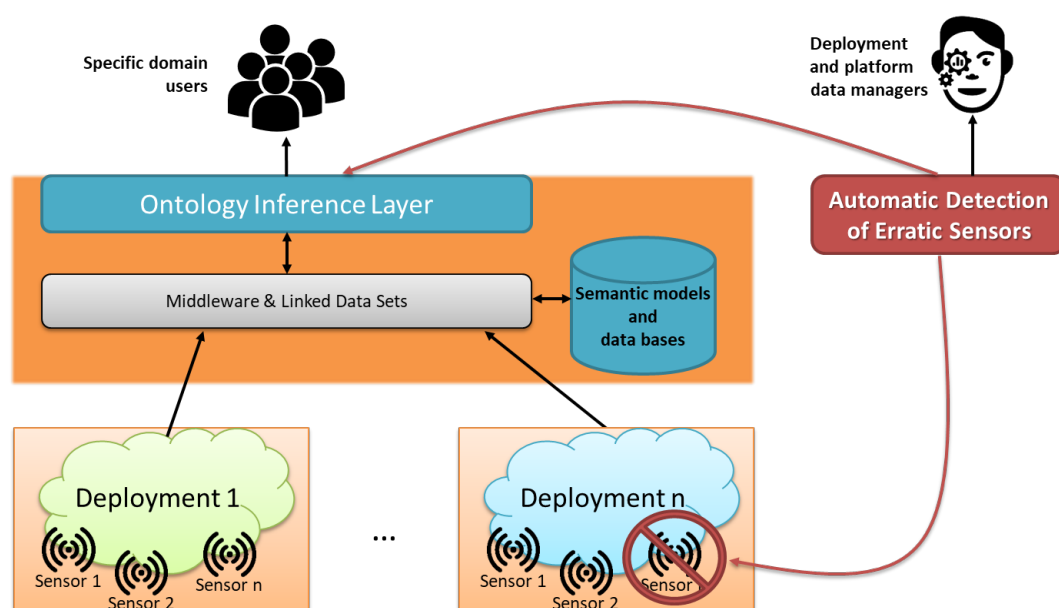 Specific domain
users
Deployment
and platform
data managers
Ontology Inference Layer
Automatic Detection
of Erratic Sensors
Middleware & Linked Data Sets
Semantic models
and
data bases
Deployment 1
Sensor 1
Sensor 2
Sensor n
...
Deployment n
Sensor 1
Sensor 2
Sensor